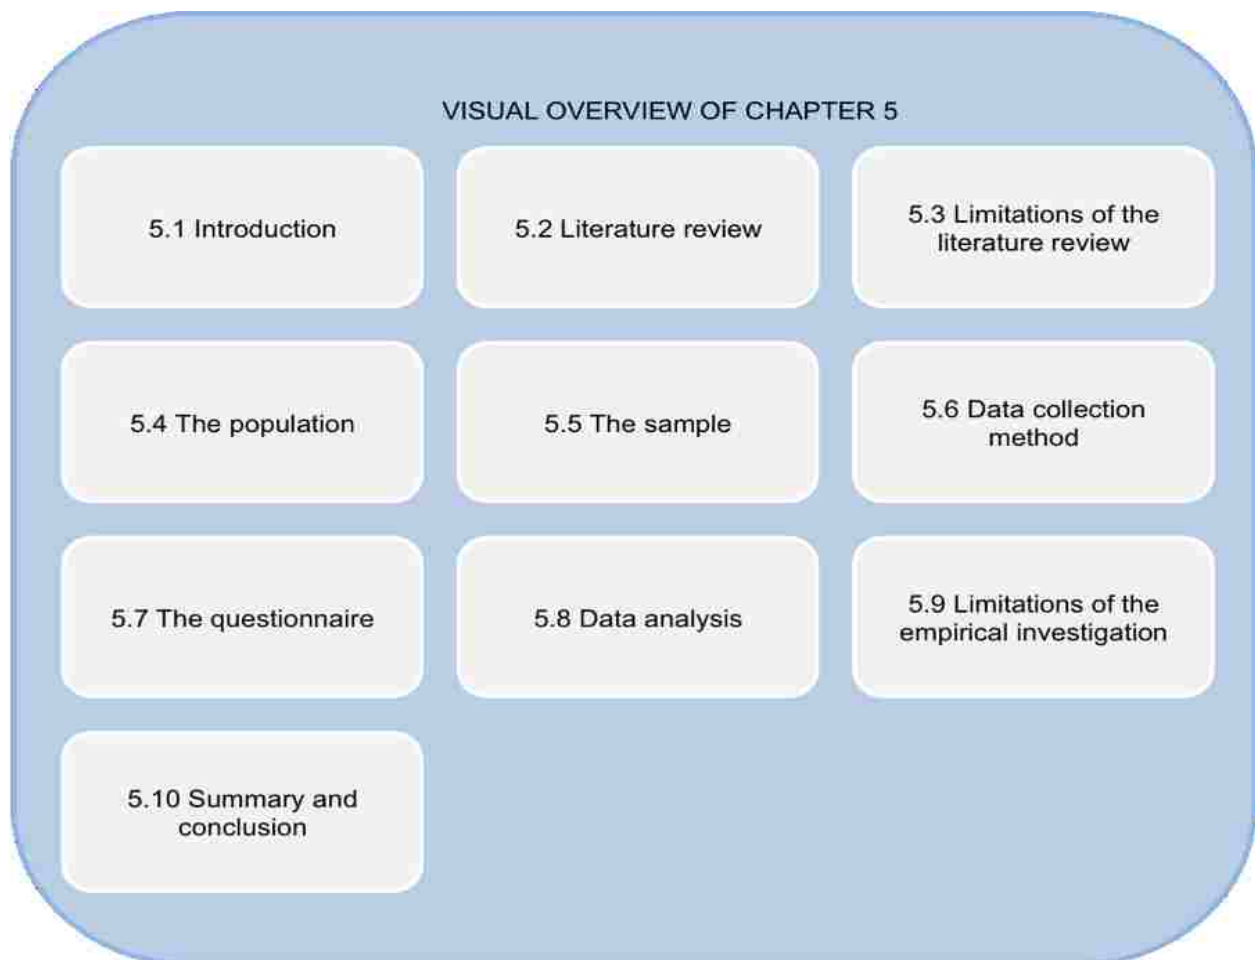 VISUAL OVERVIEW OF CHAPTER 5
5.1 Introduction
5.2 Literature review
5.3 Limitations of the
literature review
5.4 The population
5.5 The sample
5.6 Data collection
method
5.7 The questionnaire
5.8 Data analysis
5.9 Limitations of the
empirical investigation
5.10 Summary and
conclusion